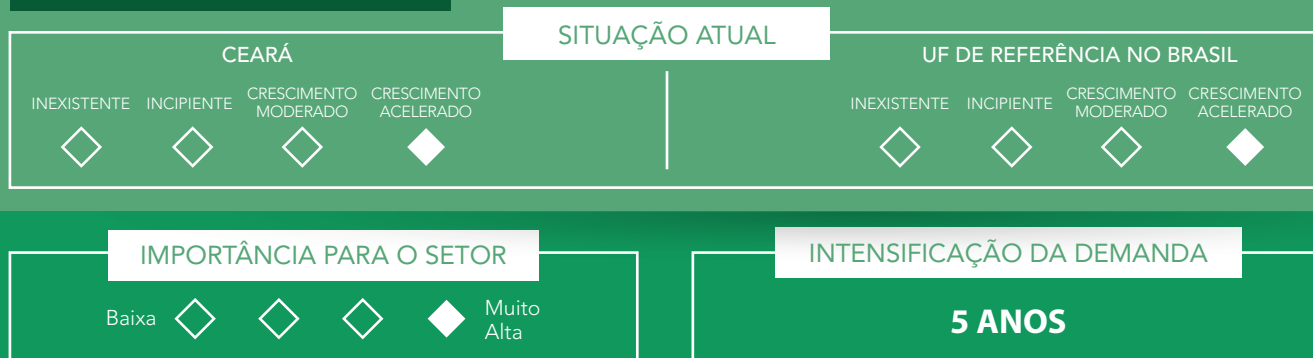 SITUAÇÃO ATUAL
CEARÁ
INEXISTENTE INCIPIENTE CRESCIMENTO MODERADO CRESCIMENTO ACELERADO
UF DE REFERÊNCIA NO BRASIL
INEXISTENTE INCIPIENTE CRESCIMENTO MODERADO CRESCIMENTO ACELERADO
IMPORTÂNCIA PARA O SETOR
Baixa Muito Alta
INTENSIFICAÇÃO DA DEMANDA
5 ANOS